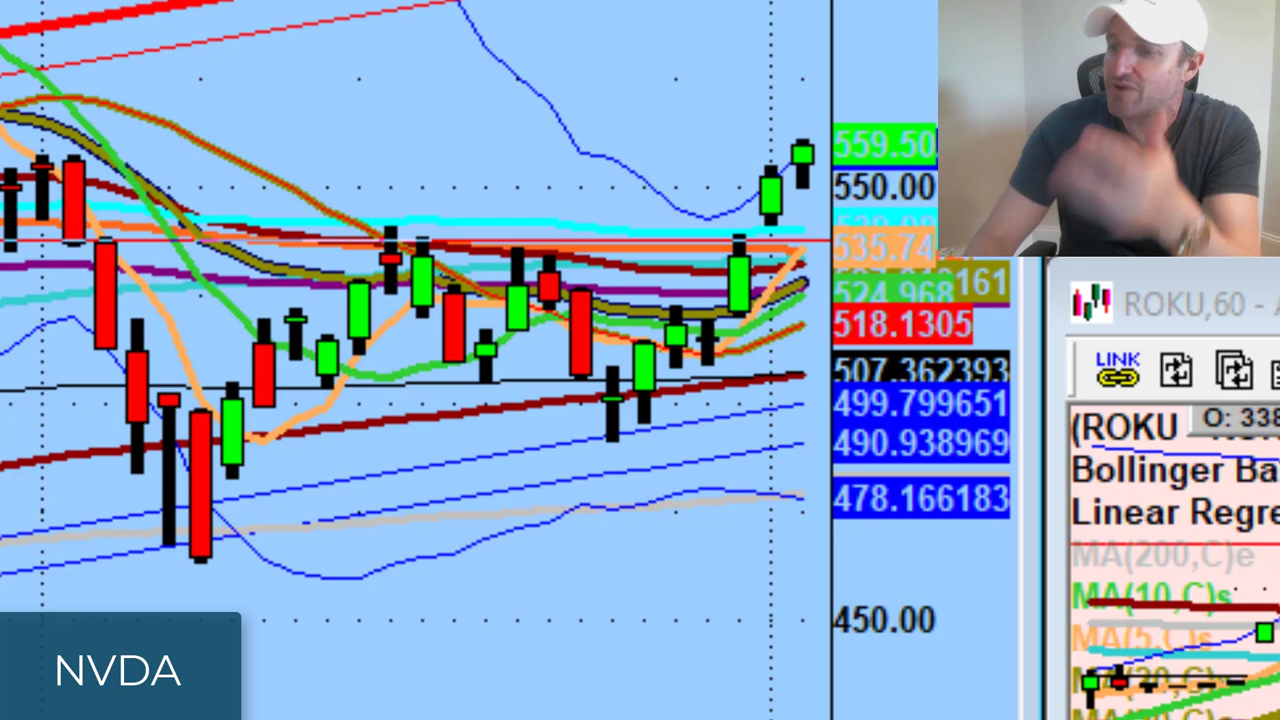 559.50
550.00
535.74
161
524.968
518.1305
507.362393
499.799651
490.938969
478.166183
450.00
NVDA
ROKU,60 -
LINK
(ROKU
O: 338
Bollinger Ba
Linear Regre
MA(200,C)e
MA(10,C)s
MA(5,C)s